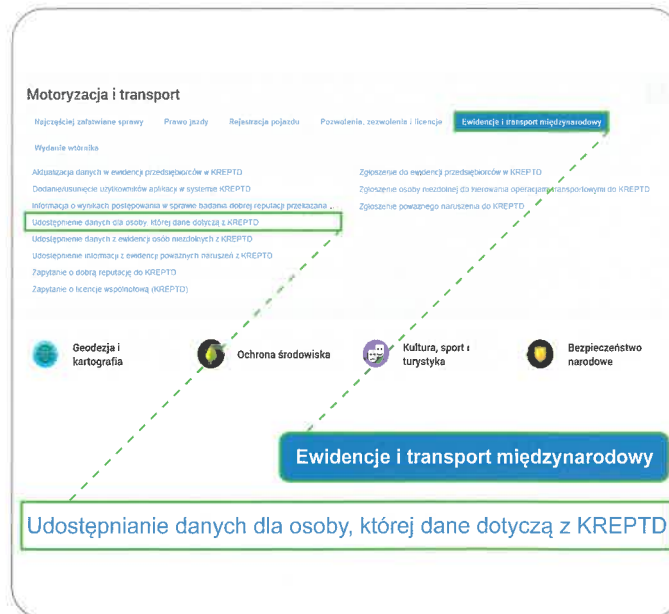 Motoryzacja i transport
Najczęściej załatwiane sprawy Prawo jazdy Rejestracja pojazdu Pozwolenia, zezwolenia i licencje Ewidencje i transport międzynarodowy
Wydanie wtórnika
Aktualizacja danych w ewidencji przedsiębiorców w KREPTD
Dodanie/usunięcie użytkowników aplikacji w systemie KREPTD
Informacja o wynikach postępowania w sprawie badania dobrej reputacji przekazana ..
Udostępnienie danych dla osoby, której dane dotyczą z KREPTD
Udostępnienie danych z ewidencji osób niezdolnych z KREPTD
Udostępnienie informacji z ewidencji poważnych naruszeń z KREPTD
Zapytanie o dobrą reputację do KREPTD
Zapytanie o licencję wspólnotową (KREPTD)
Zgłoszenie do ewidencji przedsiębiorców w KREPTD
Zgłoszenie osoby niezdolnej do kierowania operacjami transportowymi do KREPTD
Zgłoszenie poważnego naruszenia do KREPTD
Geodezja i
kartografia
Ochrona środowiska
Kultura, sport i
turystyka
Bezpieczeństwo
narodowe
Ewidencje i transport międzynarodowy
Udostępnianie danych dla osoby, której dane dotyczą z KREPTD